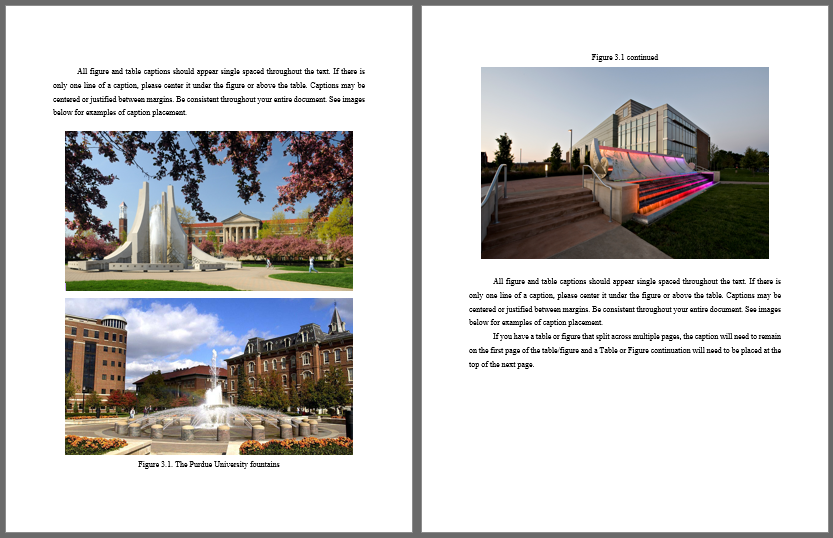 All figure and table captions should appear single spaced throughout the text. If there is
only one line of a caption, please center it under the figure or above the table. Captions may be
centered or justified between margins. Be consistent throughout your entire document. See images
below for examples of caption placement.
Figure 3.1. The Purdue University fountains
Figure 3.1 continued
All figure and table captions should appear single spaced throughout the text. If there is
only one line of a caption, please center it under the figure or above the table. Captions may be
centered or justified between margins. Be consistent throughout your entire document. See images
below for examples of caption placement.
If you have a table or figure that split across multiple pages, the caption will need to remain
on the first page of the table/figure and a Table or Figure continuation will need to be placed at the
top of the next page.